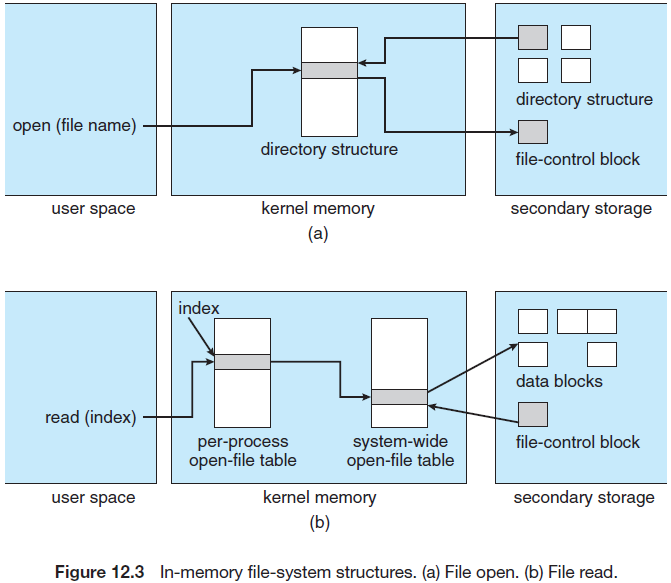 open (file name)
directory structure
directory structure
file-control block
user space
kernel memory
secondary storage
(a)
index
read (index)
data blocks
per-process
open-file table
system-wide
open-file table
file-control block
user space
kernel memory
secondary storage
(b)
Figure 12.3 In-memory file-system structures. (a) File open. (b) File read.